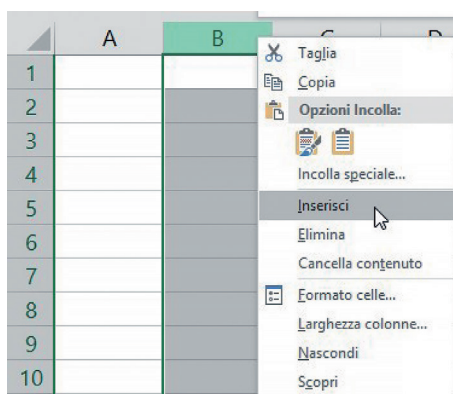 A B C D
1
2
3
4
5
6
7
8
9
10
Taglia
Copia
Opzioni Incolla:
Incolla speciale...
Inserisci
Elimina
Cancella contenuto
Formato celle...
Larghezza colonne...
Nascondi
Scopri